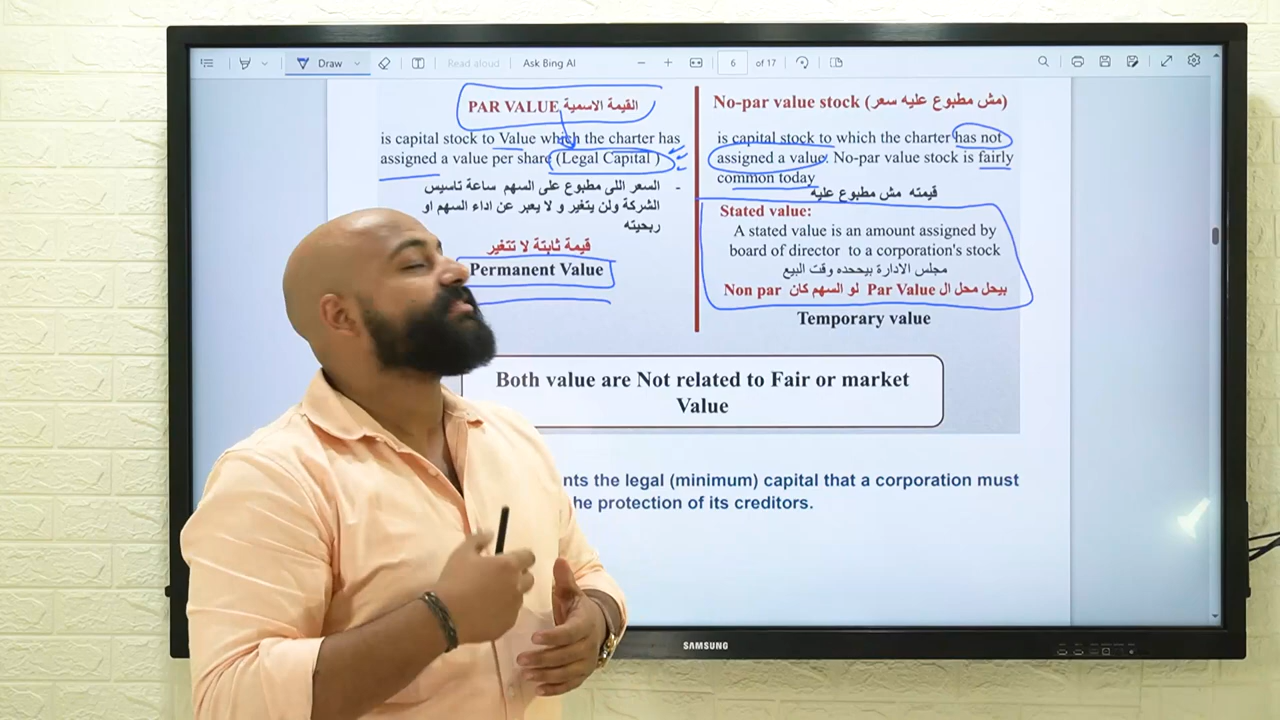 Draw
Read aloud
Ask Bing AI
6
of 17
PAR VALUE القيمة الاسمية
is capital stock to Value which the charter has
assigned a value per share (Legal Capital )
- السعر اللى مطبوع على السهم ساعة تاسيس
الشركة ولن يتغير و لا يعبر عن اداء السهم او
ربحيته
قيمة ثابتة لا تتغير
Permanent Value
No-par value stock (مش مطبوع عليه سعر)
is capital stock to which the charter has not
assigned a value. No-par value stock is fairly
common today
قيمته مش مطبوع عليه
Stated value:
A stated value is an amount assigned by
board of director to a corporation's stock
مجلس الادارة بيحدده وقت البيع
بيحل محل ال Par Value لو السهم كان Non par
Temporary value
Both value are Not related to Fair or market
Value
the legal (minimum) capital that a corporation must
the protection of its creditors.
SAMSUNG